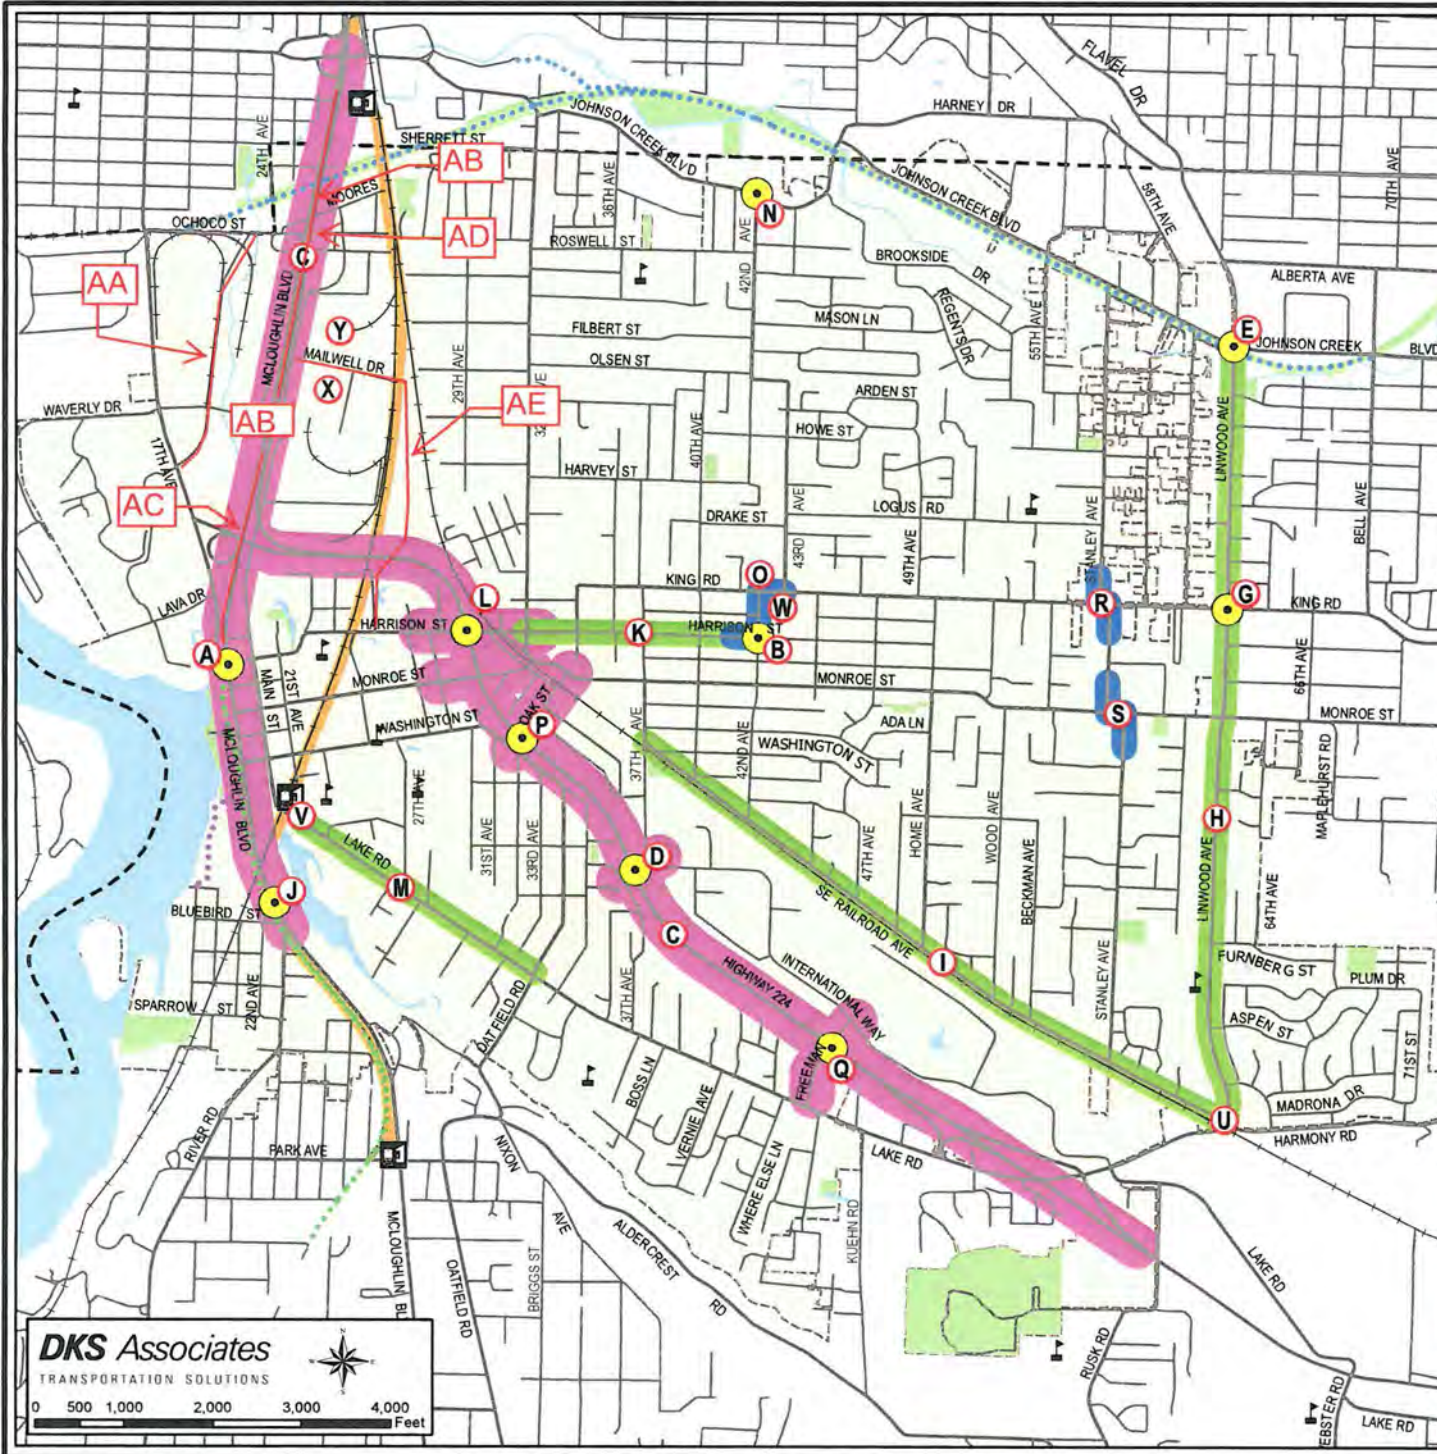 FLAVEL DR
HARNEY DR
24TH AVE
SHERRETT ST
JOHNSON CREEK BLVD
AB
MOORES
36TH AVE
N
JOHNSON CREEK BLVD
58TH AVE
70TH AVE
OCHOCO ST
AD
ROSWELL ST
42ND AVE
BROOKSIDE DR
C
AA
ALBERTA AVE
MCLOUGHLIN BLVD
Y
FILBERT ST
MASON LN
REGENTS DR
55TH AVE
E
MAILWELL DR
OLSEN ST
JOHNSON CREEK BLVD
X
29TH AVE
ARDEN ST
AE
WAVERLY DR
AB
HOWE ST
LINWOOD AVE
17TH AVE
HARVEY ST
40TH AVE
AC
DRAKE ST
43RD AVE
LOGUS RD
49TH AVE
BELL AVE
STANLEY AVE
LAVA DR
L
KING RD
O
W
R
G
KING RD
HARRISON ST
K
HARRISON ST
B
A
MAIN ST
21ST AVE
MONROE ST
MONROE ST
66TH AVE
WASHINGTON ST
OAK ST
P
37TH AVE
42ND AVE
ADA LN
S
MONROE ST
WASHINGTON ST
MCLOUGHLIN BLVD
27TH AVE
MAPLEHURST RD
V
LAKE RD
31ST AVE
33RD AVE
D
47TH AVE
HOME AVE
WOOD AVE
H
M
J
BLUEBIRD ST
BECKMAN AVE
LINWOOD AVE
64TH AVE
C
SE RAILROAD AVE
I
HIGHWAY 224
INTERNATIONAL WAY
STANLEY AVE
FURNBERG ST
PLUM DR
SPARROW ST
22ND AVE
37TH AVE
OATFIELD RD
ASPEN ST
71ST ST
FREEMAN
Q
BOSS LN
VERNIE AVE
MADRONA DR
U
HARMONY RD
RIVER RD
PARK AVE
NIXON AVE
WHERE ELSE LN
LAKE RD
KUEHN RD
MCLOUGHLIN BL
OATFIELD RD
BRIGGS ST
ALDERCREST RD
LAKE RD
DKS Associates
TRANSPORTATION SOLUTIONS
0 500 1,000 2,000 3,000 4,000
Feet
RUSK RD
EBSTER RD
LAKE RD